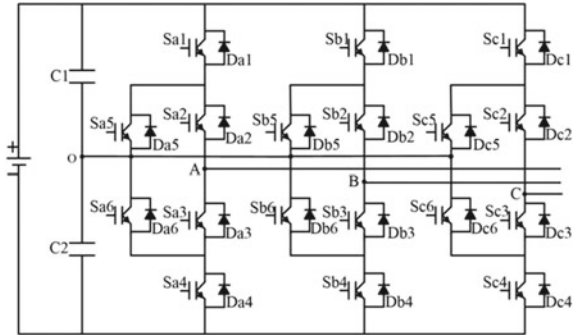 Sa1 Da1 Sb1 Db1 Sc1 Dc1
C1
Sa5 Da5 Sa2 Da2 Sb5 Db5 Sb2 Db2 Sc5 Dc5 Sc2 Dc2
+
o
A
B
C
Sa6 Da6 Sa3 Da3 Sb6 Db6 Sb3 Db3 Sc6 Dc6 Sc3 Dc3
C2
Sa4 Da4 Sb4 Db4 Sc4 Dc4